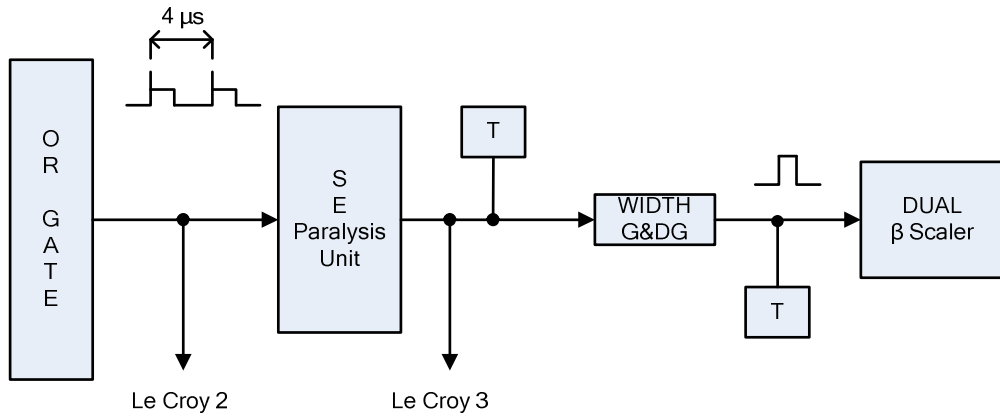 4 µs
O
R
G
A
T
E
S
E
Paralysis
Unit
T
WIDTH
G&DG
T
DUAL
β Scaler
Le Croy 2
Le Croy 3